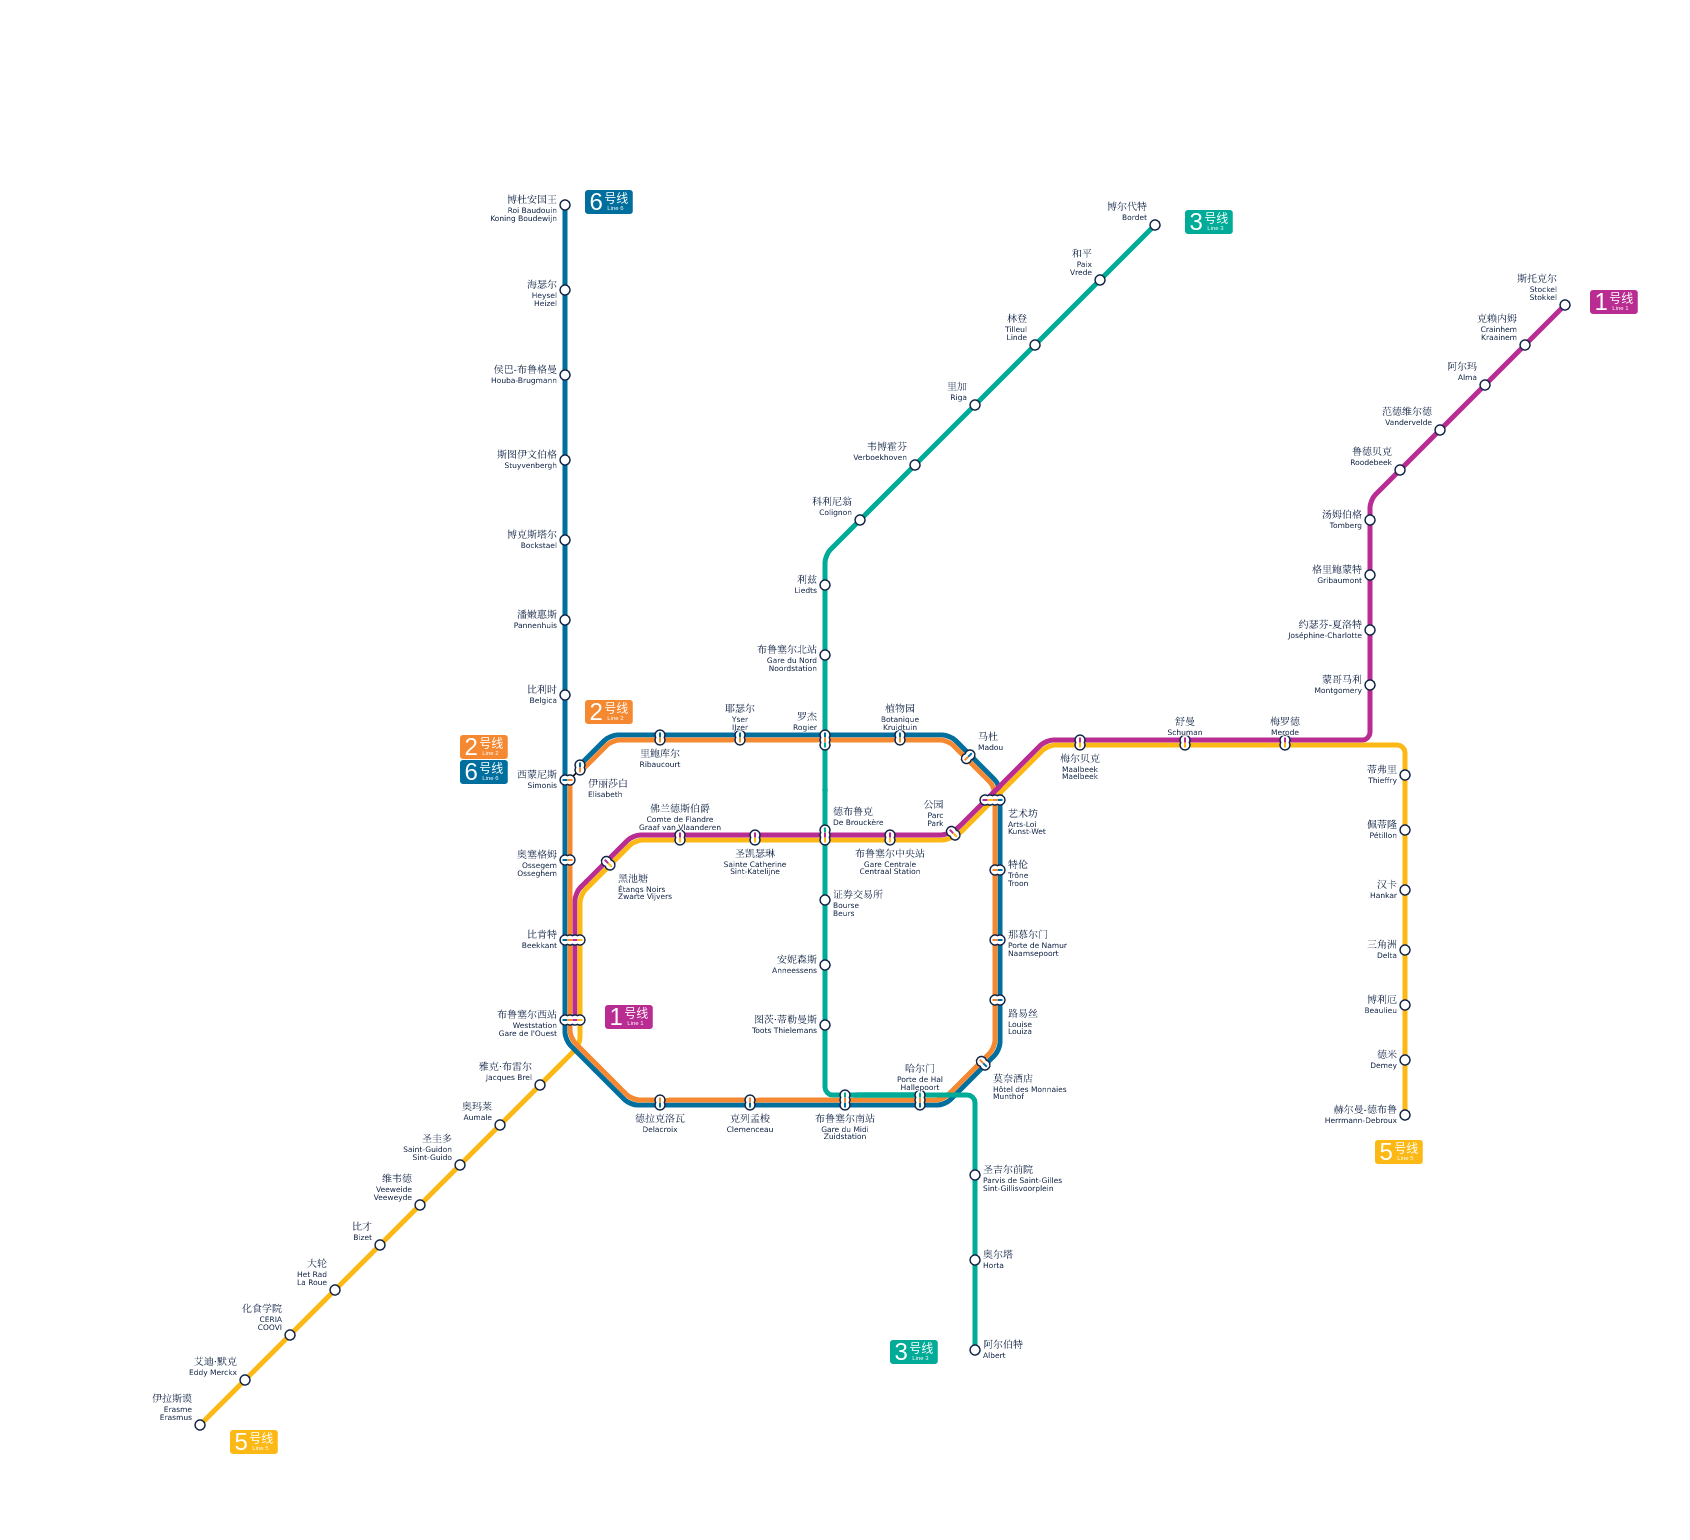 博杜安国王
Roi Baudouin
Koning Boudewijn
6号线
Line 6
海瑟尔
Heysel
Heizel
侯巴-布鲁格曼
Houba-Brugmann
斯图伊文伯格
Stuyvenbergh
博克斯塔尔
Bockstael
潘嫩惠斯
Pannenhuis
比利时
Belgica
2号线
Line 2
2号线
Line 2
6号线
Line 6
西蒙尼斯
Simonis
伊丽莎白
Elisabeth
里鲍库尔
Ribaucourt
耶瑟尔
Yser
IJzer
罗杰
Rogier
植物园
Botanique
Kruidtuin
马杜
Madou
博尔代特
Bordet
3号线
Line 3
和平
Paix
Vrede
林登
Tilleul
Linde
里加
Riga
韦博霍芬
Verboekhoven
科利尼翁
Colignon
利兹
Liedts
布鲁塞尔北站
Gare du Nord
Noordstation
斯托克尔
Stockel
Stokkel
1号线
Line 1
克赖内姆
Crainhem
Kraainem
阿尔玛
Alma
范德维尔德
Vandervelde
鲁德贝克
Roodebeek
汤姆伯格
Tomberg
格里鲍蒙特
Gribaumont
约瑟芬-夏洛特
Joséphine-Charlotte
蒙哥马利
Montgomery
舒曼
Schuman
梅罗德
Merode
梅尔贝克
Maalbeek
Maelbeek
蒂弗里
Thieffry
佩蒂隆
Pétillon
汉卡
Hankar
三角洲
Delta
博利厄
Beaulieu
德米
Demey
赫尔曼-德布鲁
Herrmann-Debroux
5号线
Line 5
佛兰德斯伯爵
Comte de Flandre
Graaf van Vlaanderen
圣凯瑟琳
Sainte Catherine
Sint-Katelijne
德布鲁克
De Brouckère
布鲁塞尔中央站
Gare Centrale
Centraal Station
公园
Parc
Park
艺术坊
Arts-Loi
Kunst-Wet
奥塞格姆
Ossegem
Osseghem
黑池塘
Étangs Noirs
Zwarte Vijvers
特伦
Trône
Troon
证券交易所
Bourse
Beurs
比肯特
Beekkant
那慕尔门
Porte de Namur
Naamsepoort
安妮森斯
Anneessens
布鲁塞尔西站
Weststation
Gare de l'Ouest
1号线
Line 1
图茨·蒂勒曼斯
Toots Thielemans
路易丝
Louise
Louiza
哈尔门
Porte de Hal
Hallepoort
莫奈酒店
Hôtel des Monnaies
Munthof
德拉克洛瓦
Delacroix
克列孟梭
Clemenceau
布鲁塞尔南站
Gare du Midi
Zuidstation
雅克·布雷尔
Jacques Brel
奥玛莱
Aumale
圣圭多
Saint-Guidon
Sint-Guido
维韦德
Veeweide
Veeweyde
比才
Bizet
大轮
Het Rad
La Roue
化食学院
CERIA
COOVI
艾迪·默克
Eddy Merckx
伊拉斯谟
Erasme
Erasmus
5号线
Line 5
圣吉尔前院
Parvis de Saint-Gilles
Sint-Gillisvoorplein
奥尔塔
Horta
3号线
Line 3
阿尔伯特
Albert